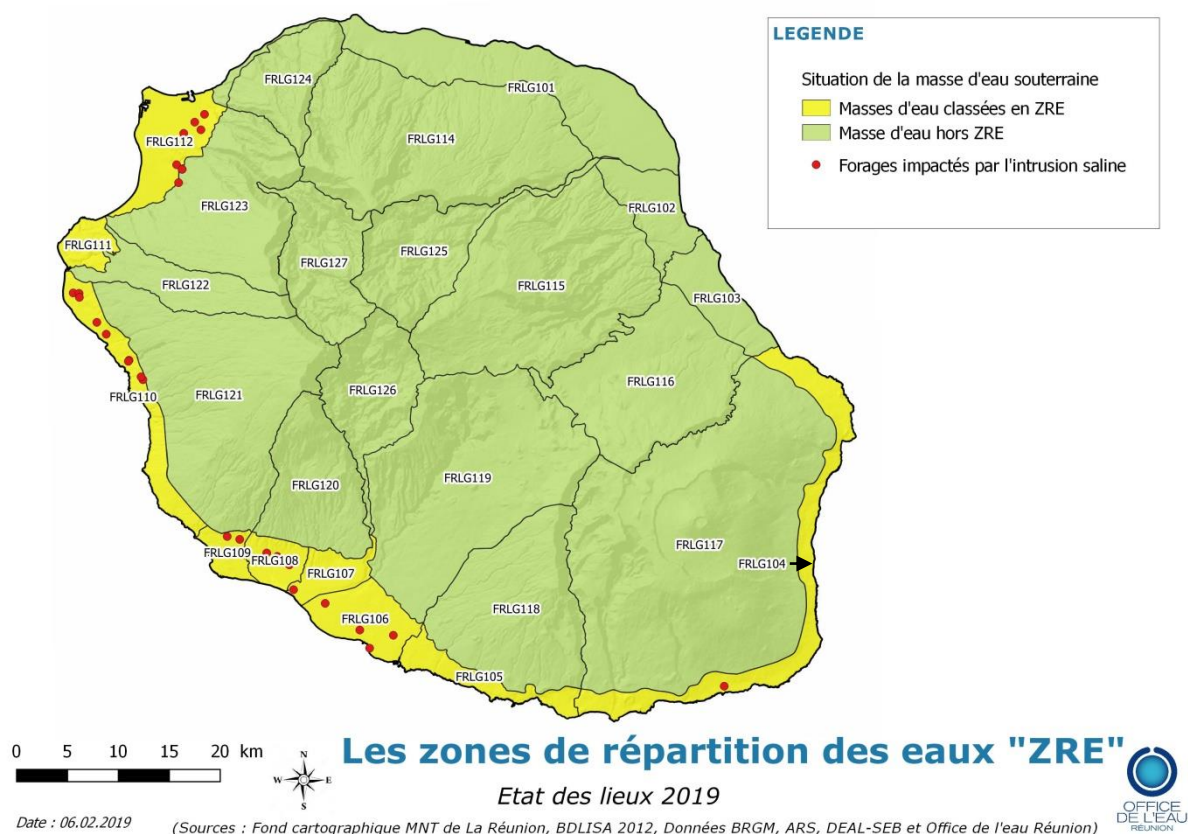 LEGENDE
Situation de la masse d'eau souterraine
Masses d'eau classées en ZRE
Masse d'eau hors ZRE
Forages impactés par l'intrusion saline
FRLG124
FRLG101
FRLG112
FRLG114
FRLG123
FRLG102
FRLG111
FRLG125
FRLG127
FRLG122
FRLG115
FRLG103
FRLG116
FRLG110
FRLG121
FRLG126
FRLG119
FRLG120
FRLG117
FRLG109
FRLG108
FRLG104
FRLG107
FRLG118
FRLG106
FRLG105
0 5 10 15 20 km
N
W E
S
Les zones de répartition des eaux "ZRE"
Etat des lieux 2019
Date : 06.02.2019
(Sources : Fond cartographique MNT de La Réunion, BDLISA 2012, Données BRGM, ARS, DEAL-SEB et Office de l'eau Réunion)
OFFICE
DE L'EAU
RÉUNION